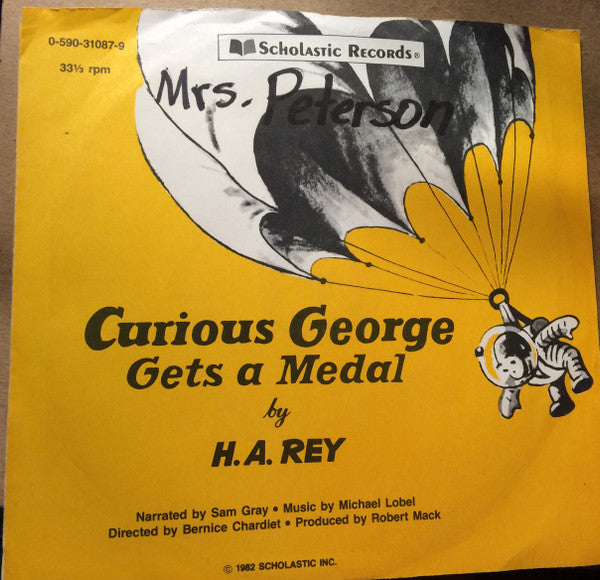 0-590-31087-9
SCHOLASTIC RECORDS®
33⅓ rpm
Mrs. Peterson
Curious George
Gets a Medal
by
H.A. REY
Narrated by Sam Gray • Music by Michael Lobel
Directed by Bernice Chardiet • Produced by Robert Mack
© 1982 SCHOLASTIC INC.